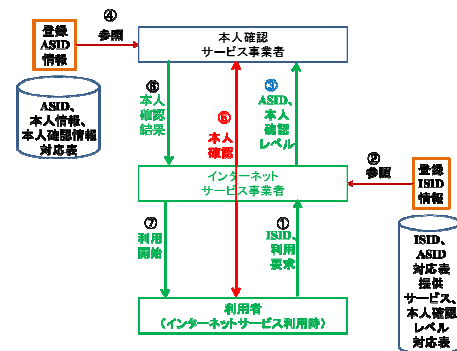 ④
参照
登録
ASID
情報
本人確認
サービス事業者
ASID、
本人情報、
本人確認情報
対応表
⑥
本人
確認
結果
⑤
本人
確認
③
ASID、
本人
確認
レベル
②
参照
登録
ISID
情報
インターネット
サービス事業者
⑦
利用
開始
①
ISID、
利用
要求
ISID、
ASID
対応表
提供
サービス、
本人確認
レベル
対応表
利用者
（インターネットサービス利用時）